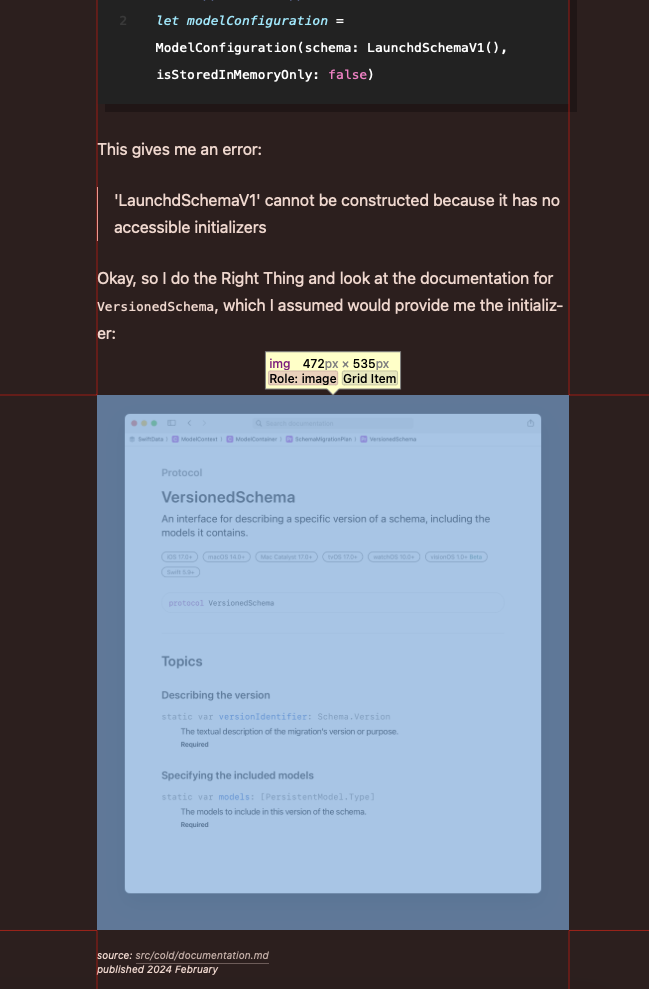 2 let modelConfiguration =
ModelConfiguration(schema: LaunchdSchemaV1(),
isStoredInMemoryOnly: false)
This gives me an error:
'LaunchdSchemaV1' cannot be constructed because it has no
accessible initializers
Okay, so I do the Right Thing and look at the documentation for
VersionedSchema, which I assumed would provide me the initializ-
er:
img 472px × 535px
Role: image Grid Item
Search documentation
SwiftData / ModelContext / ModelContainer / SchemaMigrationPlan / VersionedSchema
Protocol
VersionedSchema
An interface for describing a specific version of a schema, including the
models it contains.
iOS 17.0+ macOS 14.0+ Mac Catalyst 17.0+ tvOS 17.0+ watchOS 10.0+ visionOS 1.0+ Beta
Swift 5.9+
protocol VersionedSchema
Topics
Describing the version
static var versionIdentifier: Schema.Version
The textual description of the migration's version or purpose.
Required
Specifying the included models
static var models: [PersistentModel.Type]
The models to include in this version of the schema.
Required
source: src/cold/documentation.md
published 2024 February